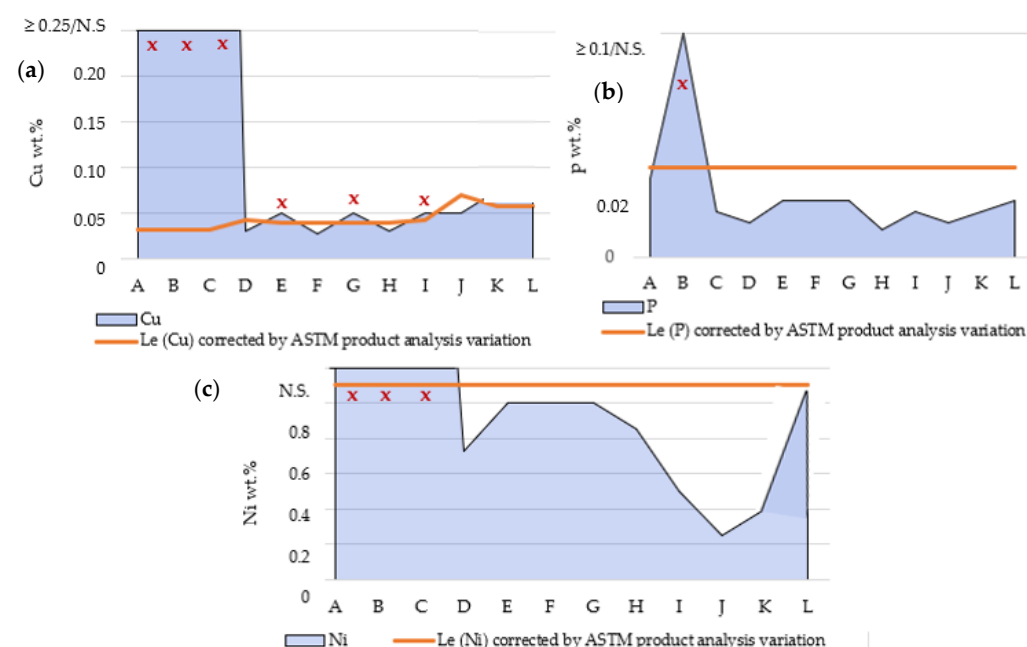 ≥ 0.25/N.S
(a)
x x x
0.20
0.15
Cu wt.%
0.10
x x x
0.05
0
A B C D E F G H I J K L
Cu
Le (Cu) corrected by ASTM product analysis variation
≥ 0.1/N.S.
(b)
x
p wt.%
0.02
0
A B C D E F G H I J K L
P
Le (P) corrected by ASTM product analysis variation
(c)
N.S.
x x x
0.8
0.6
Ni wt.%
0.4
0.2
0
A B C D E F G H I J K L
Ni
Le (Ni) corrected by ASTM product analysis variation